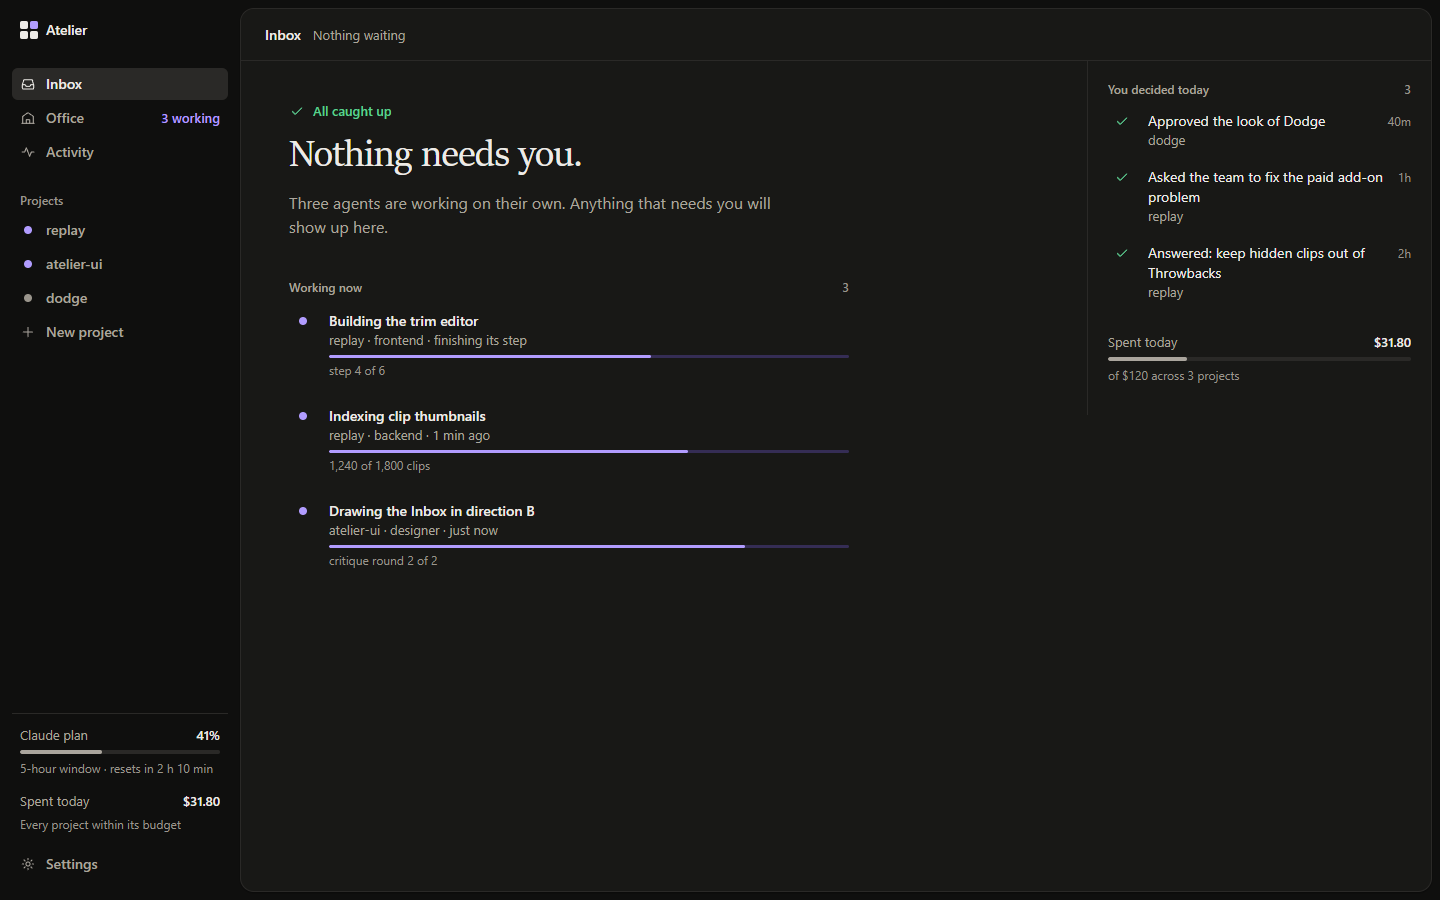 Atelier
Inbox
Office
3 working
Activity
Projects
replay
atelier-ui
dodge
New project
Claude plan
41%
5-hour window · resets in 2 h 10 min
Spent today
$31.80
Every project within its budget
Settings
Inbox Nothing waiting
All caught up
Nothing needs you.
Three agents are working on their own. Anything that needs you will
show up here.
Working now
3
Building the trim editor
replay · frontend · finishing its step
step 4 of 6
Indexing clip thumbnails
replay · backend · 1 min ago
1,240 of 1,800 clips
Drawing the Inbox in direction B
atelier-ui · designer · just now
critique round 2 of 2
You decided today
3
Approved the look of Dodge
40m
dodge
Asked the team to fix the paid add-on
1h
problem
replay
Answered: keep hidden clips out of
2h
Throwbacks
replay
Spent today
$31.80
of $120 across 3 projects